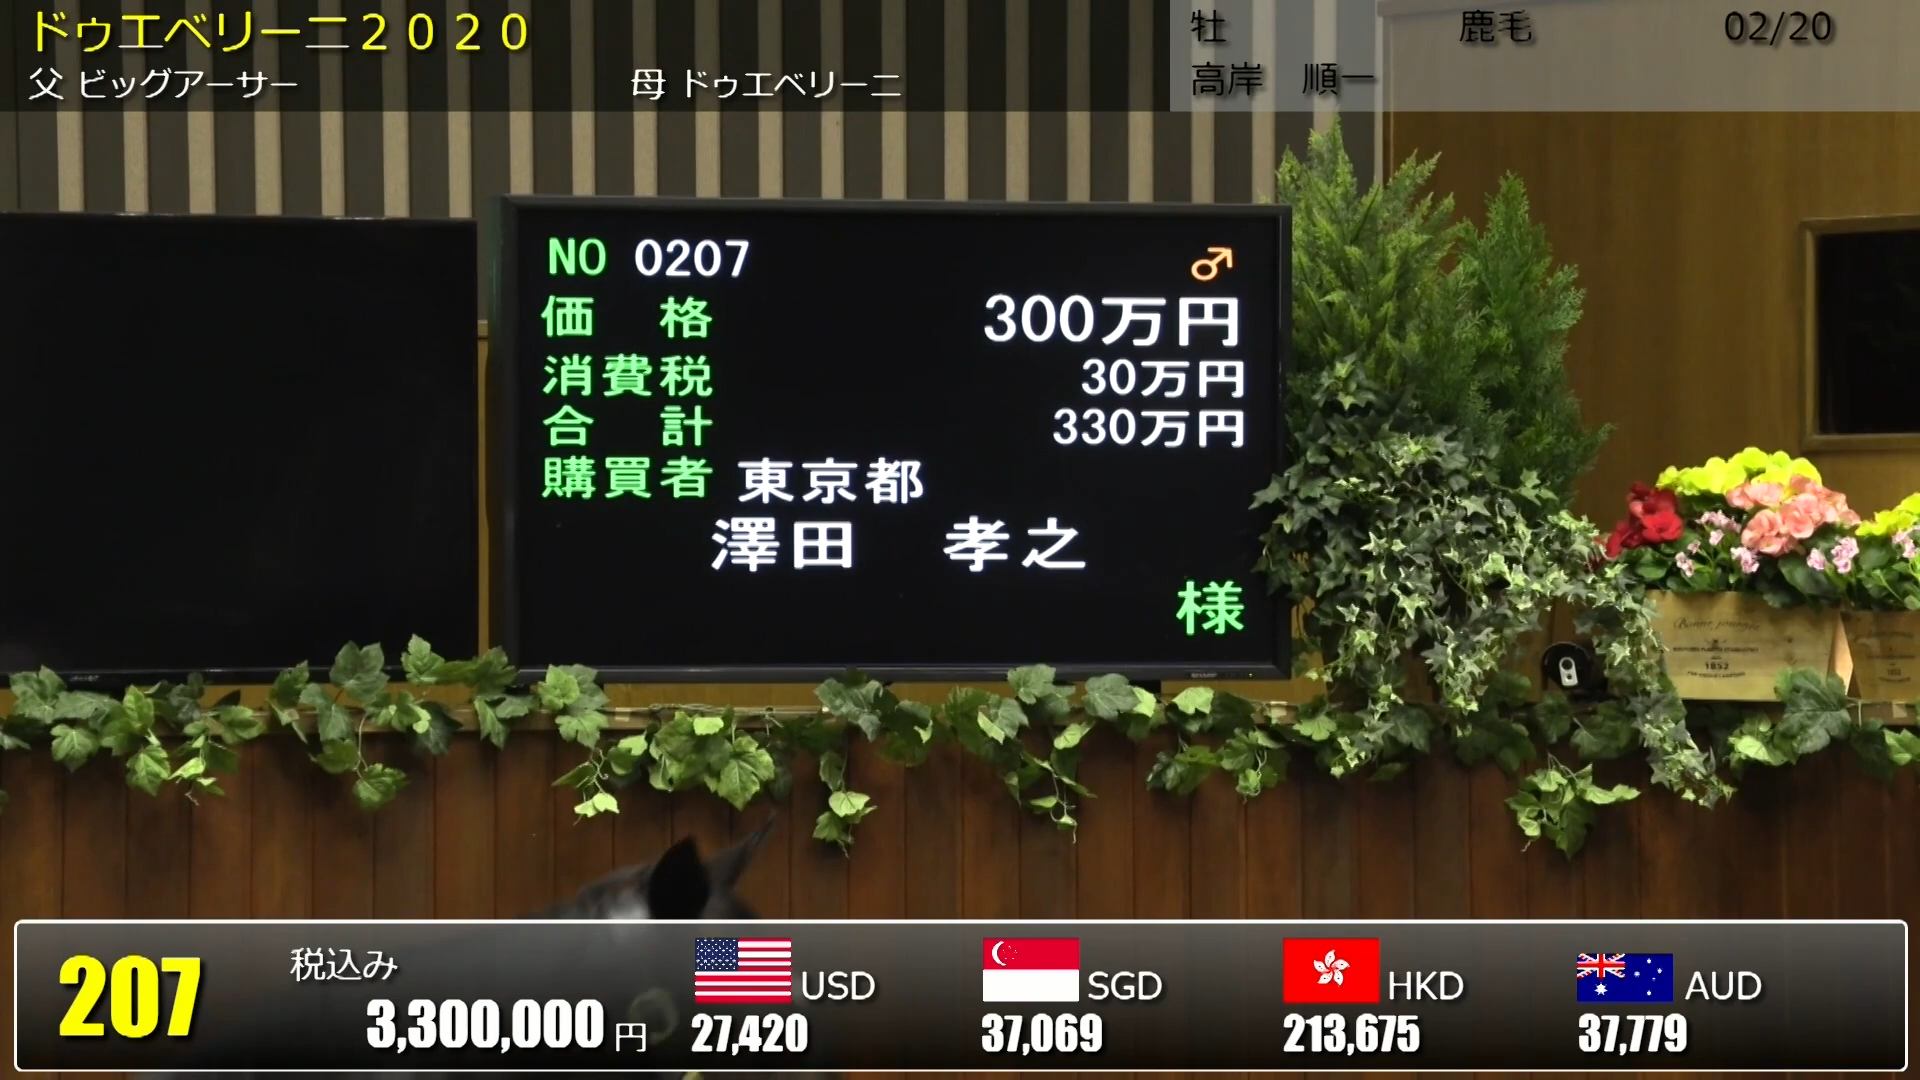 ドゥエベリーニ２０２０
父 ビッグアーサー
母 ドゥエベリーニ
牡 鹿毛 02/20
高岸 順一
NO 0207 ♂
価格 300万円
消費税 30万円
合計 330万円
購買者 東京都
澤田 孝之
様
1852
207
税込み
3,300,000 円
USD
27,420
SGD
37,069
HKD
213,675
AUD
37,779